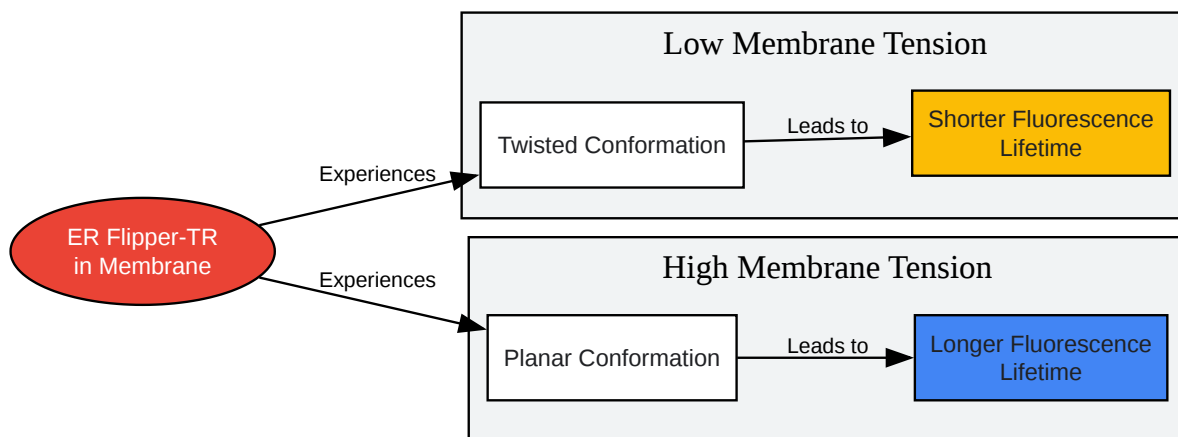 Low Membrane Tension
Twisted Conformation
Leads to
Shorter Fluorescence
Lifetime
Experiences
ER Flipper-TR
in Membrane
Experiences
High Membrane Tension
Planar Conformation
Leads to
Longer Fluorescence
Lifetime